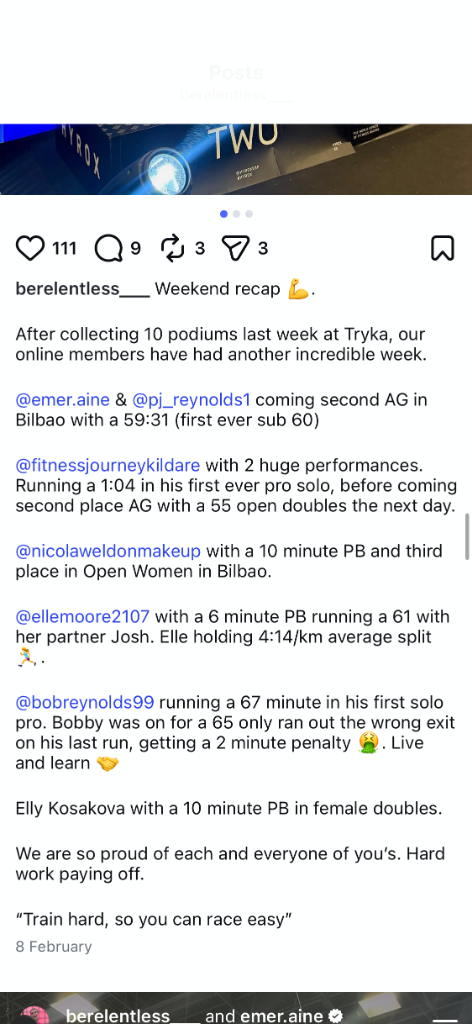 Posts
berelentless___
HYROX
TWO
111 9 3 3
berelentless___ Weekend recap 💪.
After collecting 10 podiums last week at Tryka, our
online members have had another incredible week.
@emer.aine & @pj_reynolds1 coming second AG in
Bilbao with a 59:31 (first ever sub 60)
@fitnessjourneykildare with 2 huge performances.
Running a 1:04 in his first ever pro solo, before coming
second place AG with a 55 open doubles the next day.
@nicolaweldonmakeup with a 10 minute PB and third
place in Open Women in Bilbao.
@ellemoore2107 with a 6 minute PB running a 61 with
her partner Josh. Elle holding 4:14/km average split
🏃‍♀️.
@bobreynolds99 running a 67 minute in his first solo
pro. Bobby was on for a 65 only ran out the wrong exit
on his last run, getting a 2 minute penalty 🤮. Live
and learn 🤝
Elly Kosakova with a 10 minute PB in female doubles.
We are so proud of each and everyone of you’s. Hard
work paying off.
“Train hard, so you can race easy”
8 February
berelentless___ and emer.aine